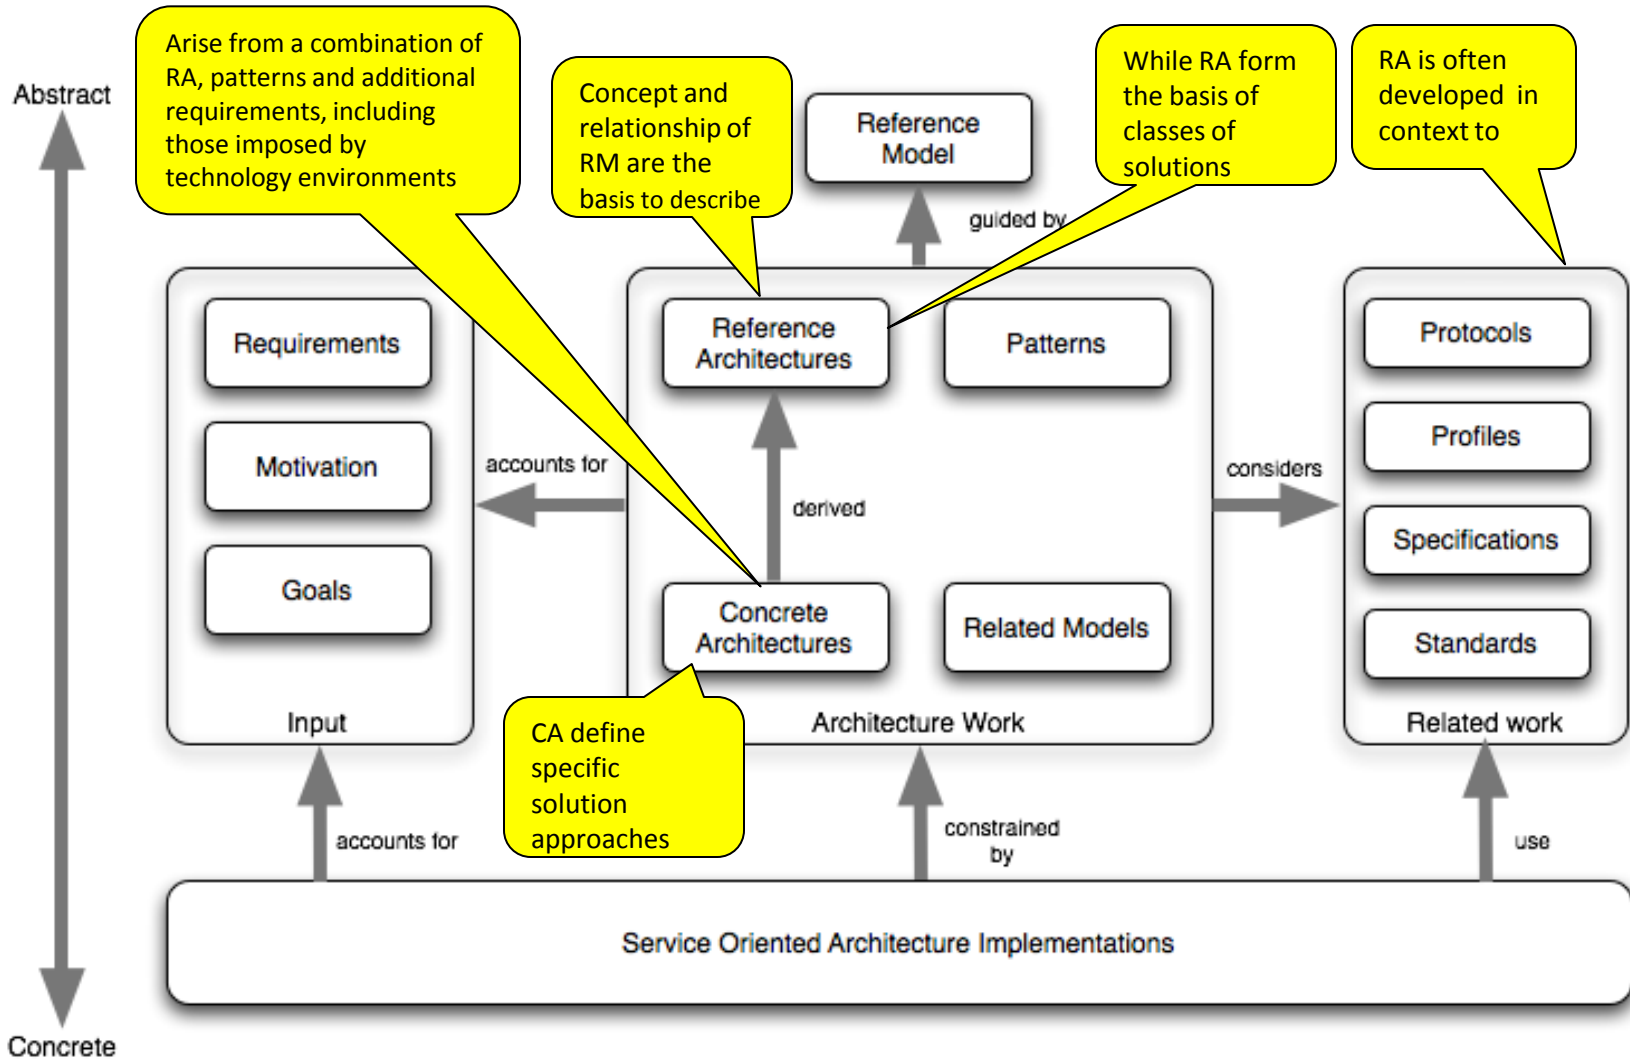 Arise from a combination of
RA, patterns and additional
requirements, including
those imposed by
technology environments
Concept and
relationship of
RM are the
basis to describe
While RA form
the basis of
classes of
solutions
RA is often
developed in
context to
Abstract
Reference
Model
guided by
Requirements
Motivation
Goals
Input
accounts for
Reference
Architectures
Patterns
derived
Concrete
Architectures
Related Models
Architecture Work
considers
Protocols
Profiles
Specifications
Standards
Related work
CA define
specific
solution
approaches
accounts for
constrained
by
use
Service Oriented Architecture Implementations
Concrete